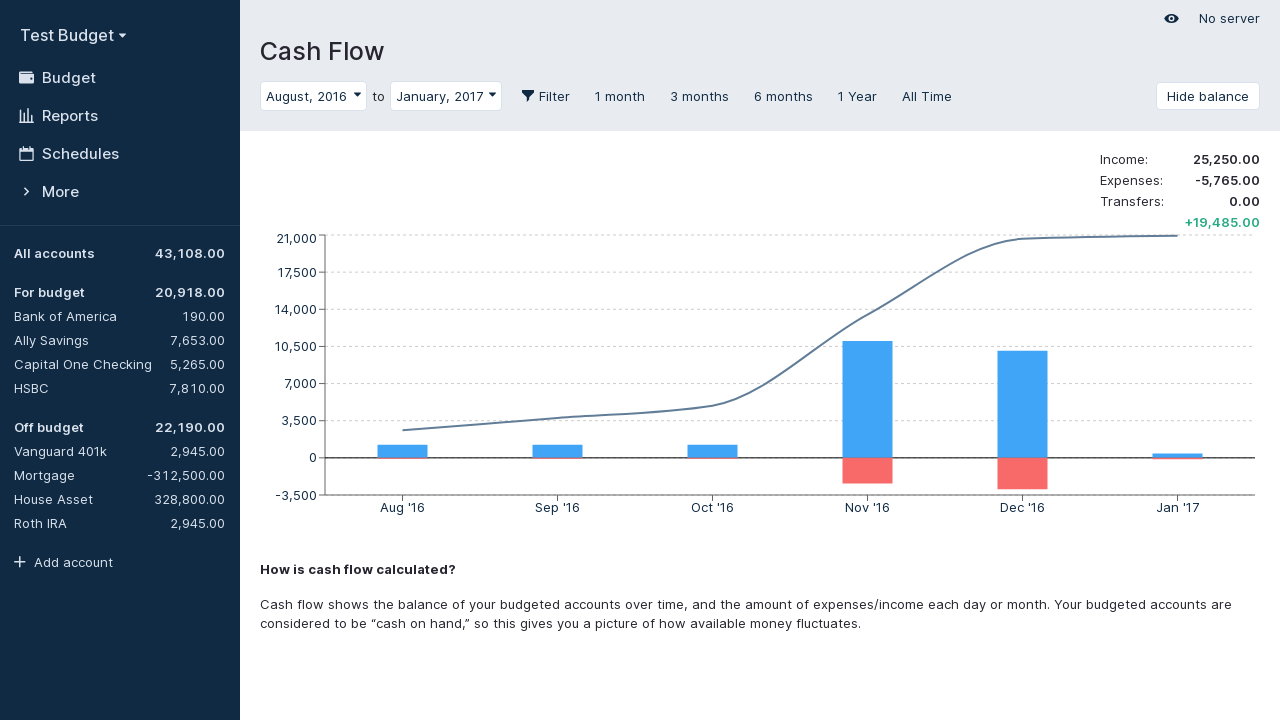 Test Budget
Budget
Reports
Schedules
More
All accounts 43,108.00
For budget 20,918.00
Bank of America 190.00
Ally Savings 7,653.00
Capital One Checking 5,265.00
HSBC 7,810.00
Off budget 22,190.00
Vanguard 401k 2,945.00
Mortgage -312,500.00
House Asset 328,800.00
Roth IRA 2,945.00
Add account
No server
Cash Flow
August, 2016 to January, 2017 Filter 1 month 3 months 6 months 1 Year All Time Hide balance
Income: 25,250.00
Expenses: -5,765.00
Transfers: 0.00
+19,485.00
21,000
17,500
14,000
10,500
7,000
3,500
0
-3,500
Aug '16 Sep '16 Oct '16 Nov '16 Dec '16 Jan '17
How is cash flow calculated?
Cash flow shows the balance of your budgeted accounts over time, and the amount of expenses/income each day or month. Your budgeted accounts are
considered to be “cash on hand,” so this gives you a picture of how available money fluctuates.